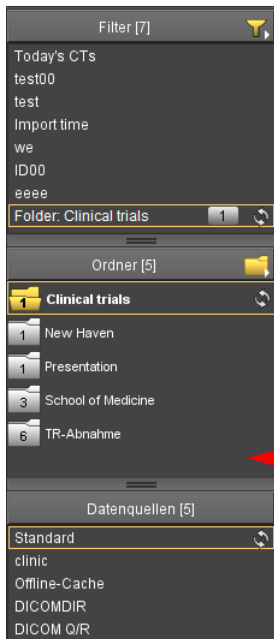 Filter [7]
Today's CTs
test00
test
Import time
we
ID00
eeee
Folder: Clinical trials 1
Ordner [5]
1 Clinical trials
1 New Haven
1 Presentation
3 School of Medicine
6 TR-Abnahme
Datenquellen [5]
Standard
clinic
Offline-Cache
DICOMDIR
DICOM Q/R